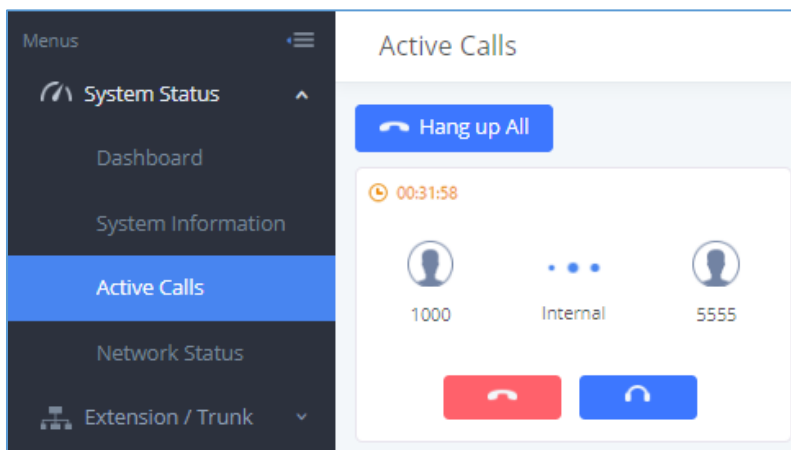 Menus
System Status
Dashboard
System Information
Active Calls
Network Status
Extension / Trunk
Active Calls
Hang up All
00:31:58
1000
Internal
5555